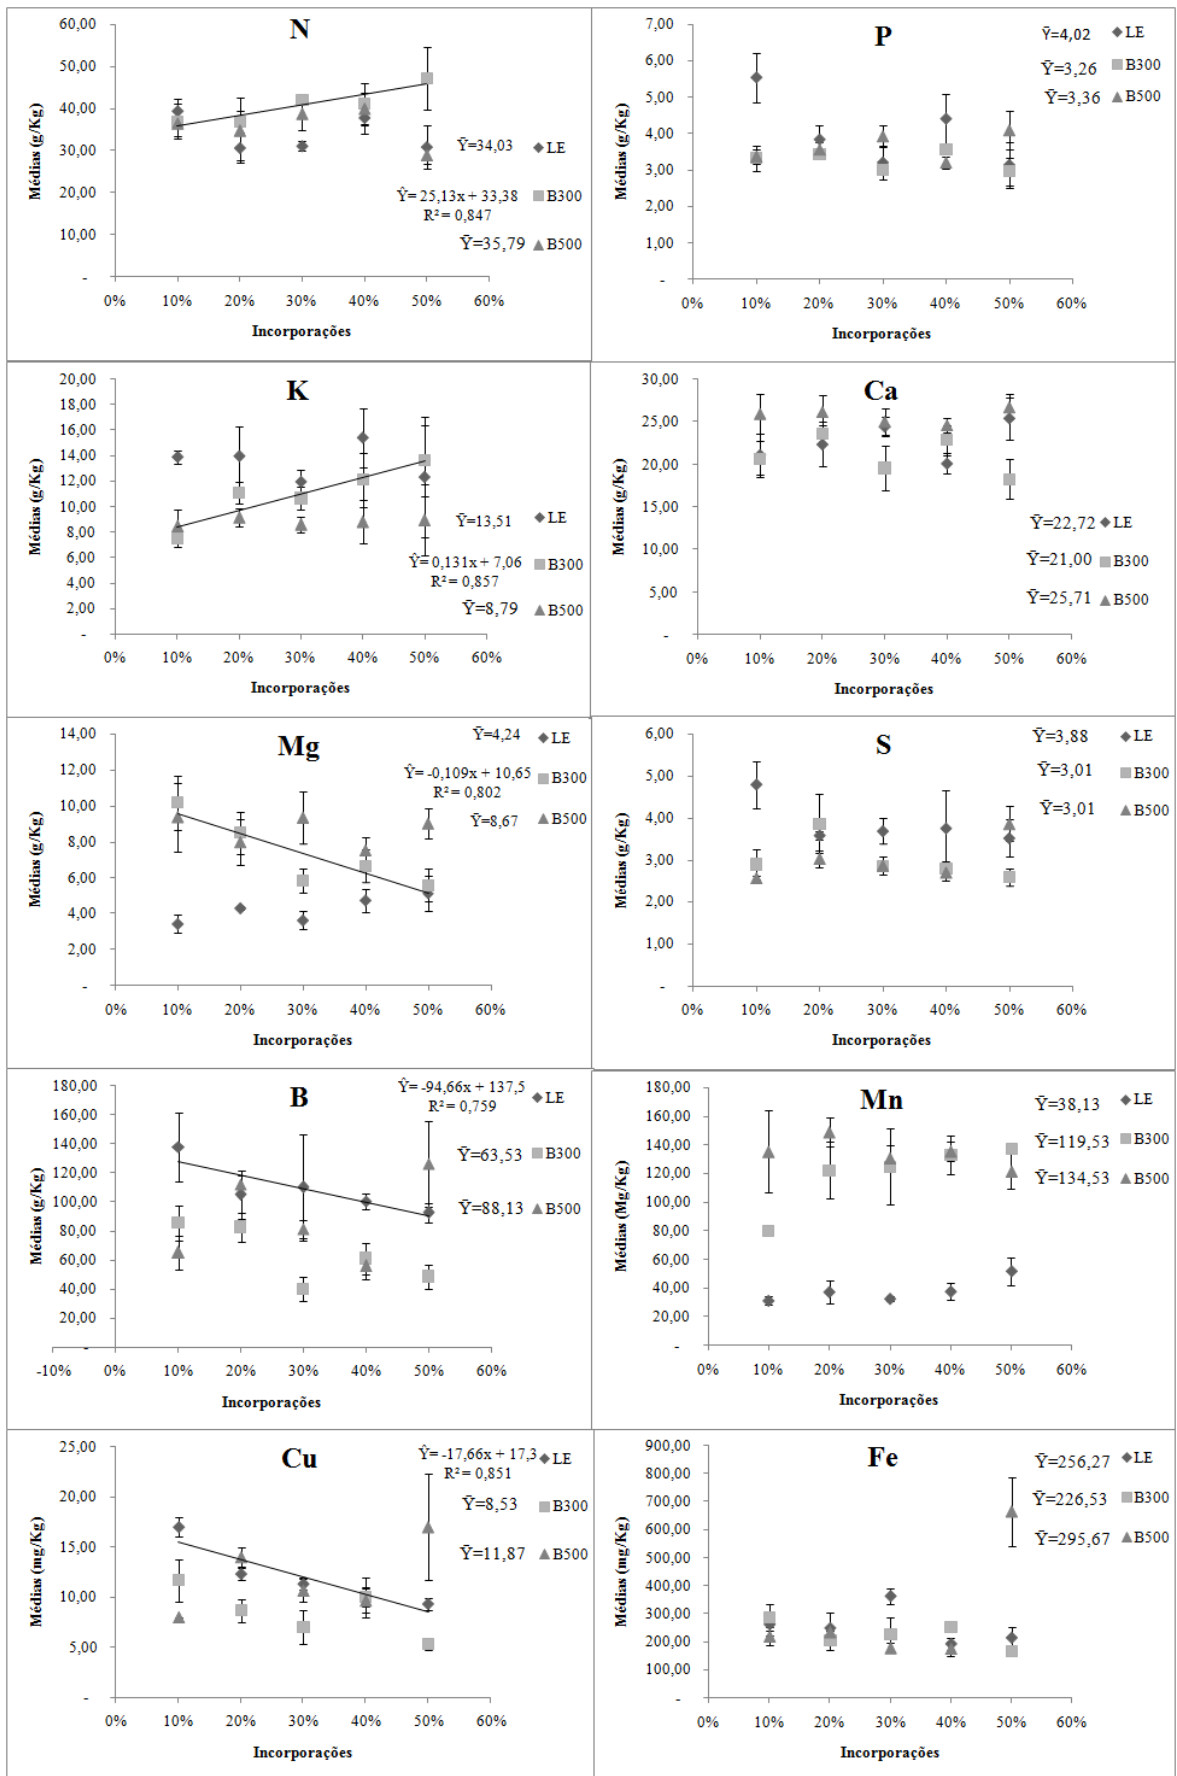 N
60,00
50,00
40,00
30,00
20,00
10,00
-
Médias (g/Kg)
Ȳ=34,03 LE
Ŷ= 25,13x + 33,38 B300
R² = 0,847
Ȳ=35,79 B500
0% 10% 20% 30% 40% 50% 60%
Incorporações
P
7,00
6,00
5,00
4,00
3,00
2,00
1,00
-
Médias (g/Kg)
Ȳ=4,02 LE
Ȳ=3,26 B300
Ȳ=3,36 B500
0% 10% 20% 30% 40% 50% 60%
Incorporações
K
20,00
18,00
16,00
14,00
12,00
10,00
8,00
6,00
4,00
2,00
-
Médias (g/Kg)
Ȳ=13,51 LE
Ŷ= 0,131x + 7,06 B300
R² = 0,857
Ȳ=8,79 B500
0% 10% 20% 30% 40% 50% 60%
Incorporações
Ca
30,00
25,00
20,00
15,00
10,00
5,00
-
Médias (g/Kg)
Ȳ=22,72 LE
Ȳ=21,00 B300
Ȳ=25,71 B500
0% 10% 20% 30% 40% 50% 60%
Incorporações
Mg
14,00
12,00
10,00
8,00
6,00
4,00
2,00
-
Médias (g/Kg)
Ȳ=4,24 LE
Ŷ= -0,109x + 10,65 B300
R² = 0,802
Ȳ=8,67 B500
0% 10% 20% 30% 40% 50% 60%
Incorporações
S
6,00
5,00
4,00
3,00
2,00
1,00
-
Médias (g/Kg)
Ȳ=3,88 LE
Ȳ=3,01 B300
Ȳ=3,01 B500
0% 10% 20% 30% 40% 50% 60%
Incorporações
B
180,00
160,00
140,00
120,00
100,00
80,00
60,00
40,00
20,00
-
Médias (g/Kg)
Ŷ= -94,66x + 137,5 LE
R² = 0,759
Ȳ=63,53 B300
Ȳ=88,13 B500
-10% 0% 10% 20% 30% 40% 50% 60%
Incorporações
Mn
180,00
160,00
140,00
120,00
100,00
80,00
60,00
40,00
20,00
-
Médias (Mg/Kg)
Ȳ=38,13 LE
Ȳ=119,53 B300
Ȳ=134,53 B500
0% 10% 20% 30% 40% 50% 60%
Incorporações
Cu
25,00
20,00
15,00
10,00
5,00
-
Médias (mg/Kg)
Ŷ= -17,66x + 17,3 LE
R² = 0,851
Ȳ=8,53 B300
Ȳ=11,87 B500
0% 10% 20% 30% 40% 50% 60%
Incorporações
Fe
900,00
800,00
700,00
600,00
500,00
400,00
300,00
200,00
100,00
-
Médias (mg/Kg)
Ȳ=256,27 LE
Ȳ=226,53 B300
Ȳ=295,67 B500
0% 10% 20% 30% 40% 50% 60%
Incorporações